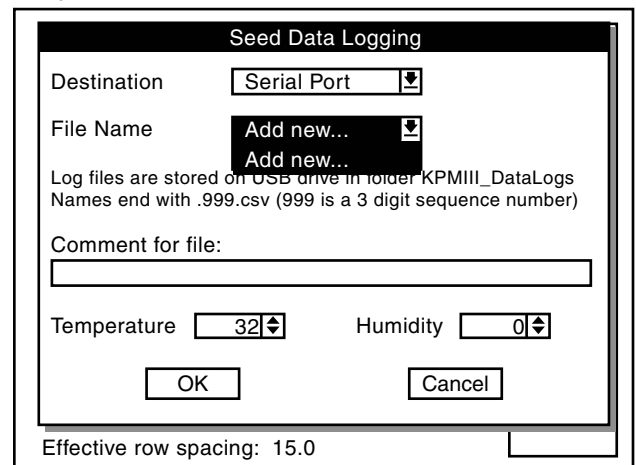 Seed Data Logging
Destination Serial Port
File Name Add new...
Add new...
Log files are stored on USB drive in folder KPMIII_DataLogs
Names end with .999.csv (999 is a 3 digit sequence number)
Comment for file:
Temperature 32 Humidity 0
OK Cancel
Effective row spacing: 15.0